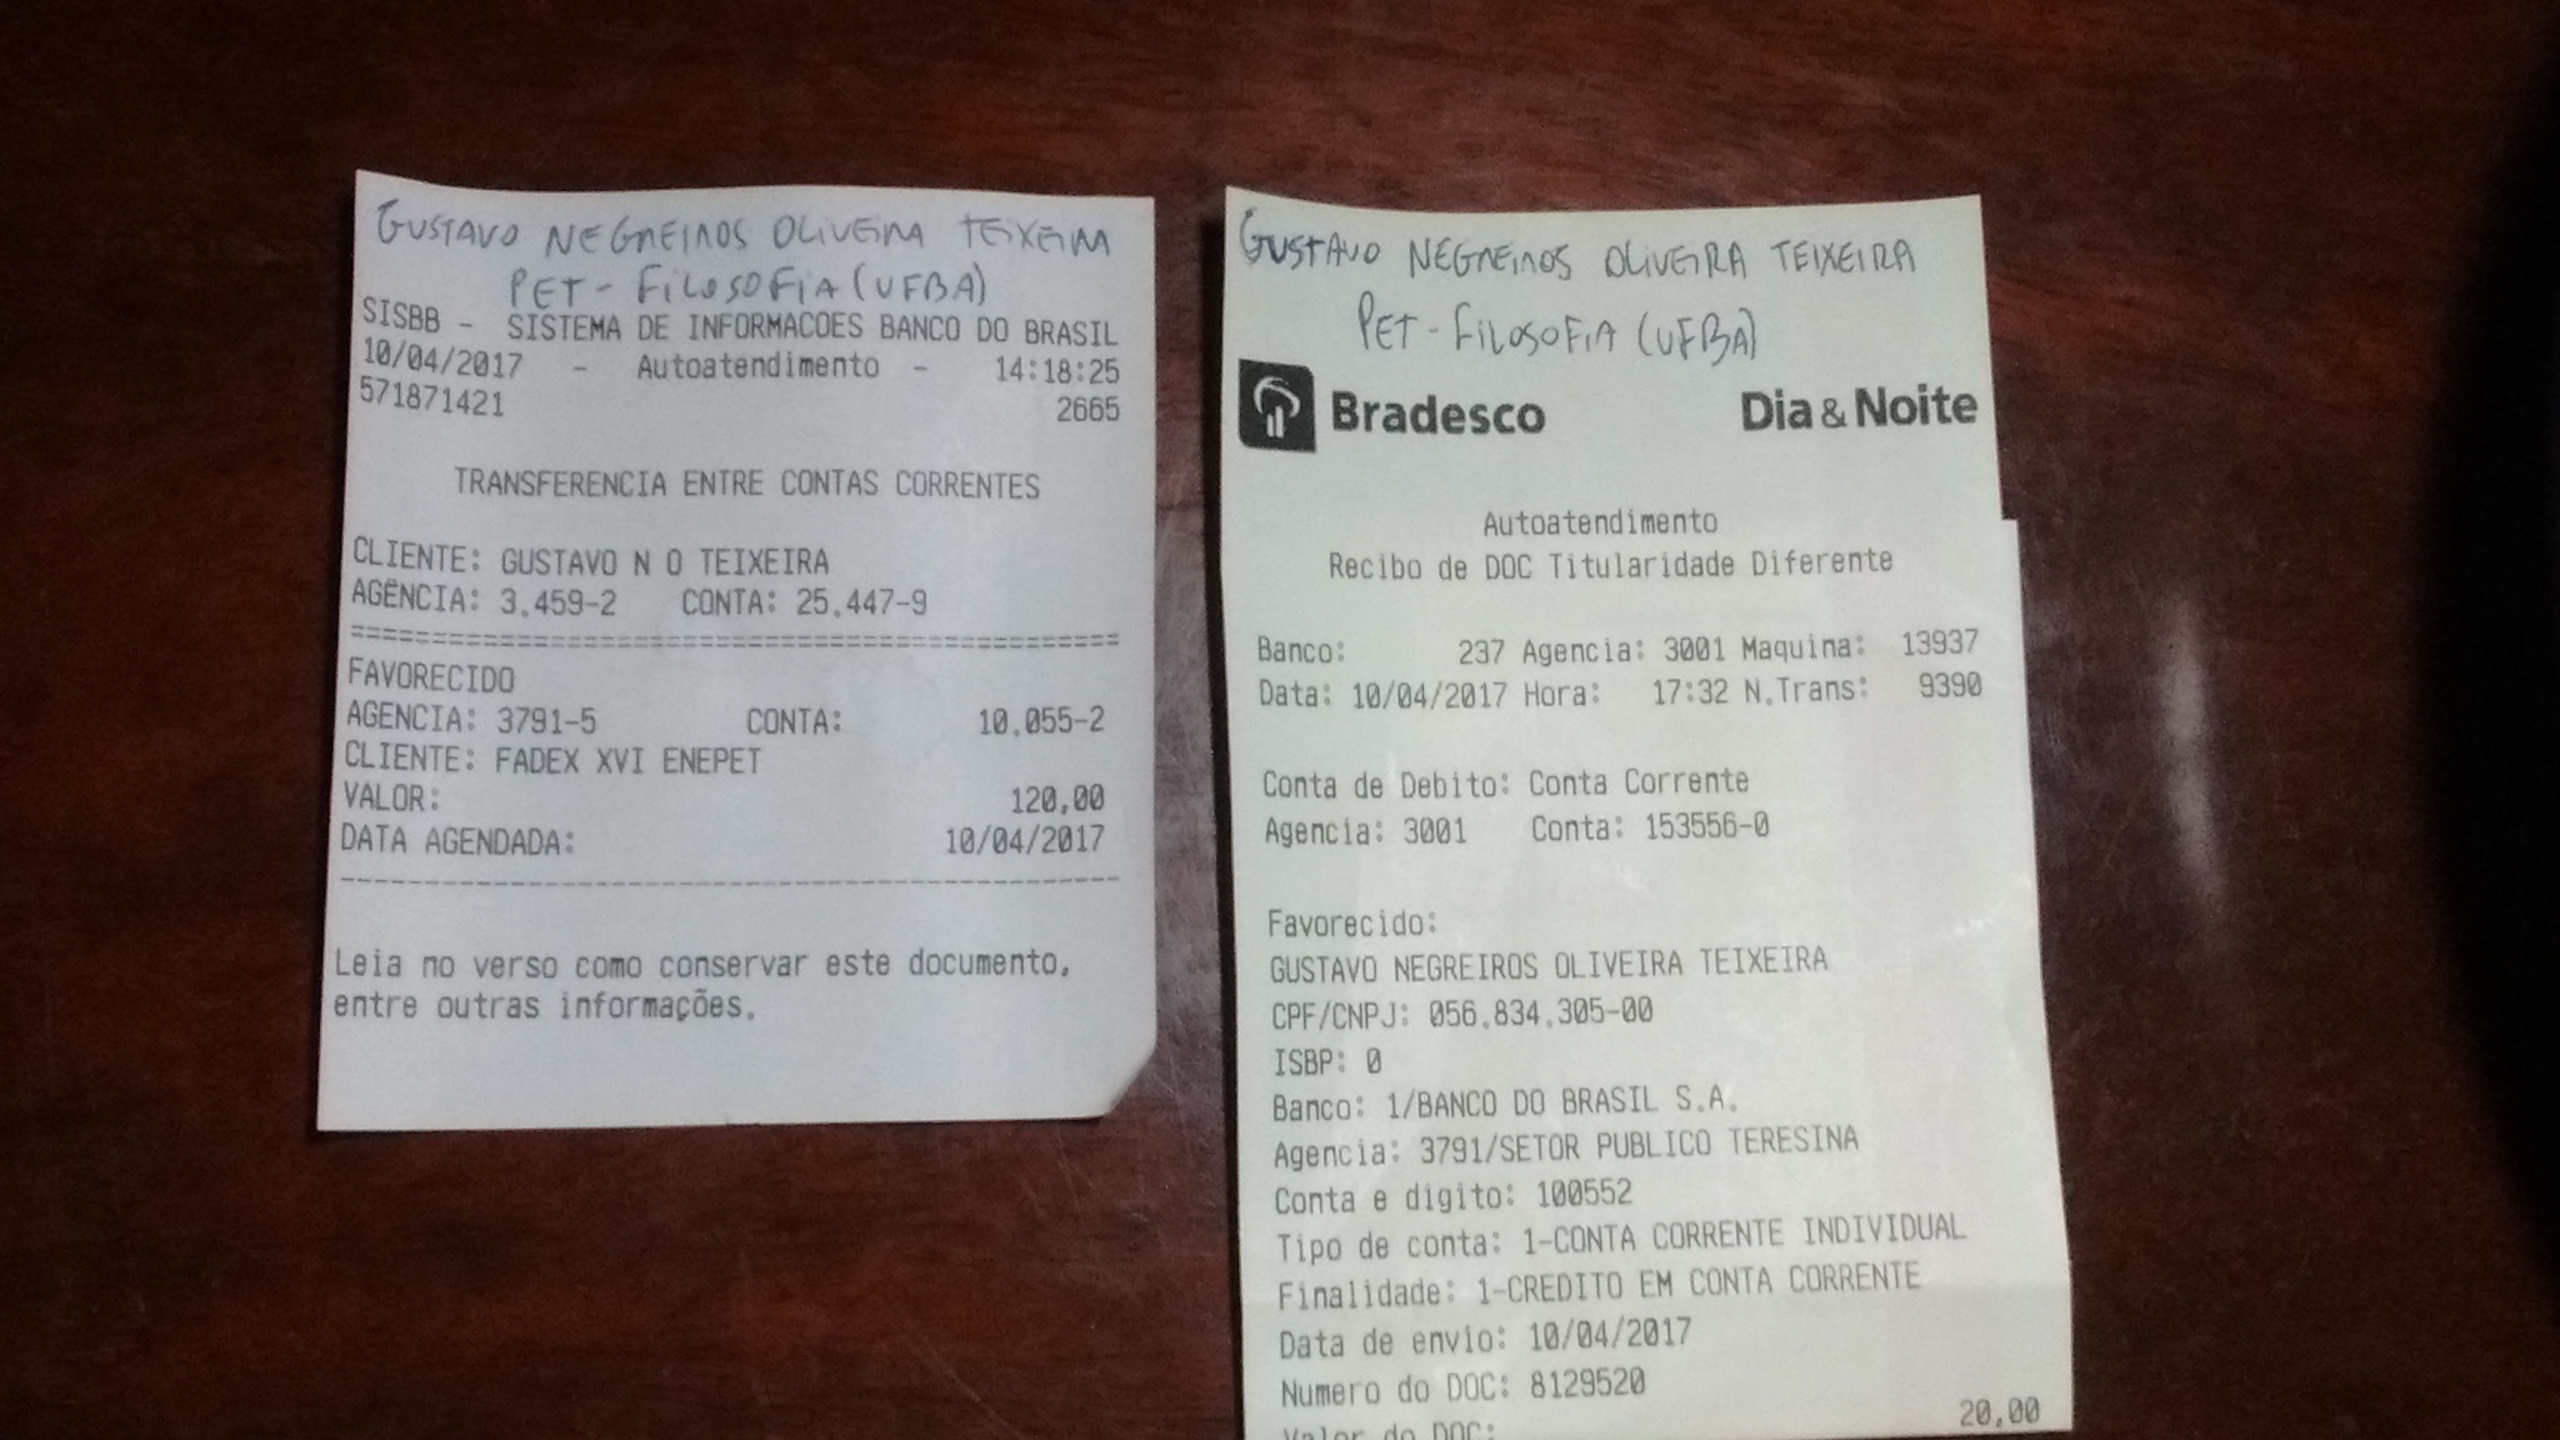 GUSTAVO NEGREIROS OLIVEIRA TEIXEIRA
PET - FILOSOFIA (UFBA)
SISBB - SISTEMA DE INFORMACOES BANCO DO BRASIL
10/04/2017 - Autoatendimento - 14:18:25
571871421 2665
TRANSFERENCIA ENTRE CONTAS CORRENTES
CLIENTE: GUSTAVO N O TEIXEIRA
AGÊNCIA: 3.459-2 CONTA: 25.447-9
================================================
FAVORECIDO
AGENCIA: 3791-5 CONTA: 10.055-2
CLIENTE: FADEX XVI ENEPET
VALOR: 120,00
DATA AGENDADA: 10/04/2017
------------------------------------------------
Leia no verso como conservar este documento,
entre outras informações.
GUSTAVO NEGREIROS OLIVEIRA TEIXEIRA
PET - FILOSOFIA (UFBA)
Bradesco Dia & Noite
Autoatendimento
Recibo de DOC Titularidade Diferente
Banco: 237 Agencia: 3001 Maquina: 13937
Data: 10/04/2017 Hora: 17:32 N.Trans: 9390
Conta de Debito: Conta Corrente
Agencia: 3001 Conta: 153556-0
Favorecido:
GUSTAVO NEGREIROS OLIVEIRA TEIXEIRA
CPF/CNPJ: 056.834.305-00
ISBP: 0
Banco: 1/BANCO DO BRASIL S.A.
Agencia: 3791/SETOR PUBLICO TERESINA
Conta e digito: 100552
Tipo de conta: 1-CONTA CORRENTE INDIVIDUAL
Finalidade: 1-CREDITO EM CONTA CORRENTE
Data de envio: 10/04/2017
Numero do DOC: 8129520
Valor do DOC: 20,00